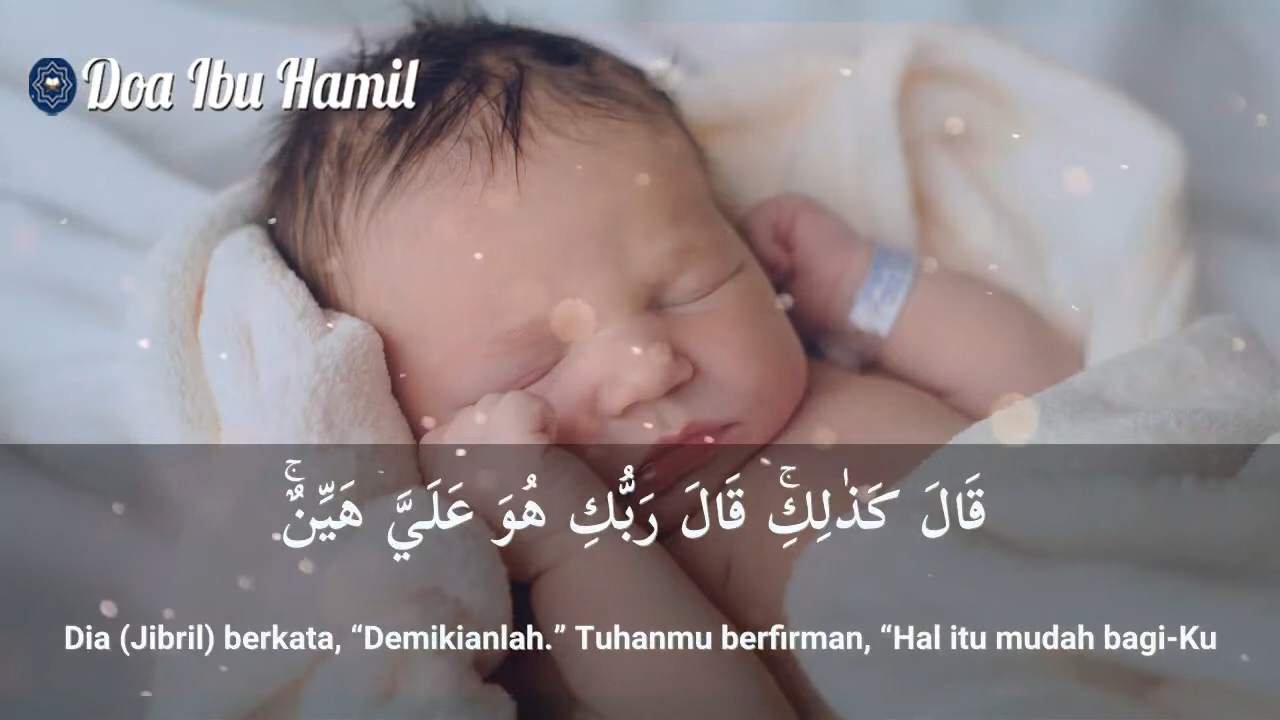 Doa Ibu Hamil
قَالَ كَذٰلِكِۚ قَالَ رَبُّكِ هُوَ عَلَيَّ هَيِّنٌۚ
Dia (Jibril) berkata, “Demikianlah.” Tuhanmu berfirman, “Hal itu mudah bagi-Ku